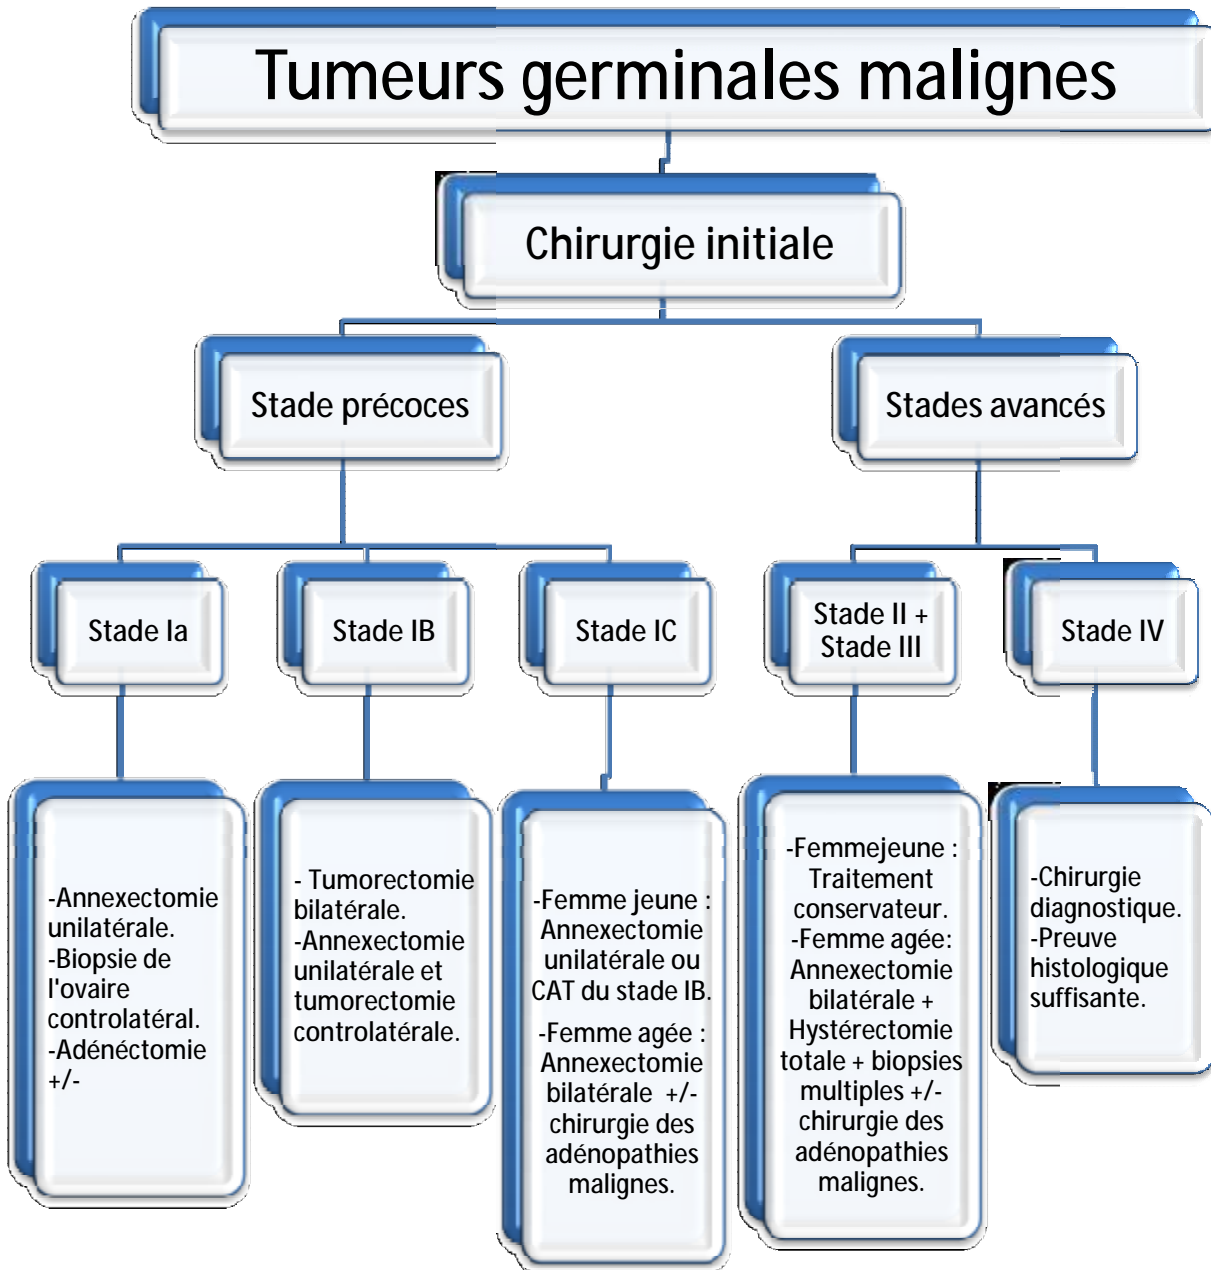 Tumeurs germinales malignes
Chirurgie initiale
Stade précoces
Stades avancés
Stade Ia
Stade IB
Stade IC
Stade II +
Stade III
Stade IV
-Annexectomie
unilatérale.
-Biopsie de
l'ovaire
controlatéral.
-Adénéctomie
+/-
- Tumorectomie
bilatérale.
-Annexectomie
unilatérale et
tumorectomie
controlatérale.
-Femme jeune :
Annexectomie
unilatérale ou
CAT du stade IB.
-Femme agée :
Annexectomie
bilatérale +/-
chirurgie des
adénopathies
malignes.
-Femmejeune :
Traitement
conservateur.
-Femme agée:
Annexectomie
bilatérale +
Hystérectomie
totale + biopsies
multiples +/-
chirurgie des
adénopathies
malignes.
-Chirurgie
diagnostique.
-Preuve
histologique
suffisante.